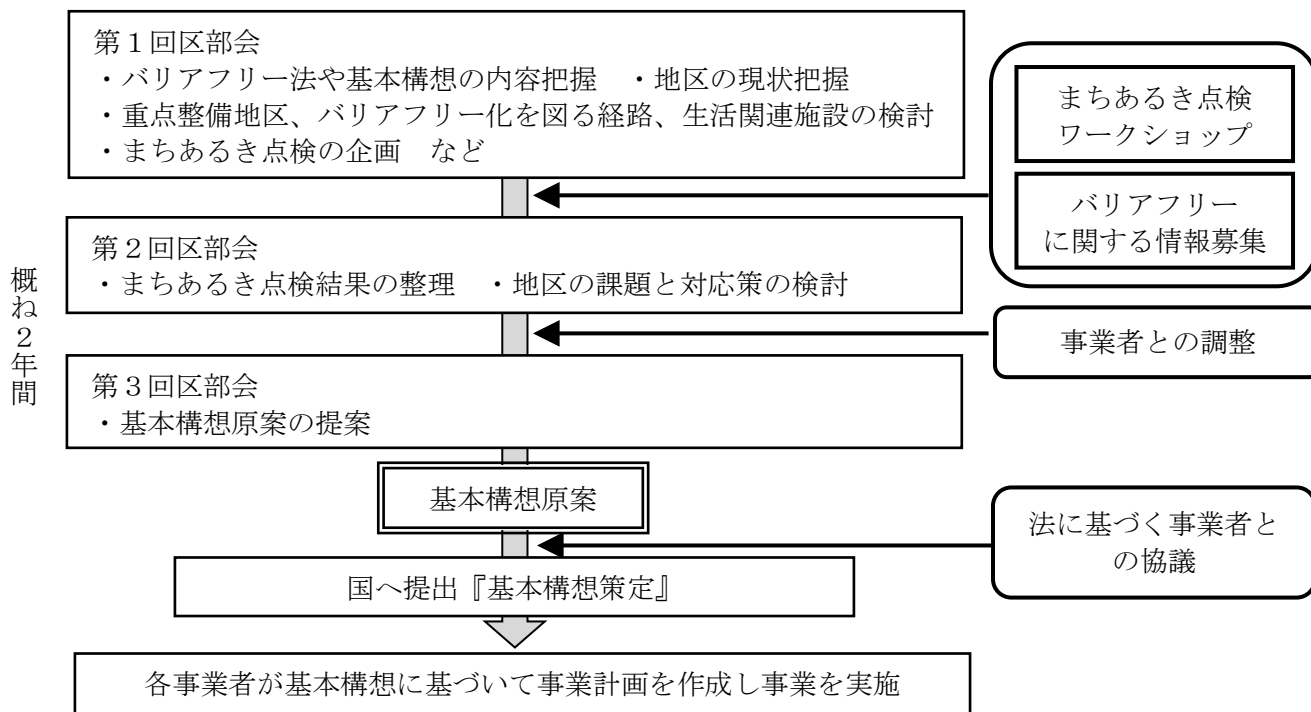 第１回区部会
・バリアフリー法や基本構想の内容把握　・地区の現状把握
・重点整備地区、バリアフリー化を図る経路、生活関連施設の検討
・まちあるき点検の企画　など
まちあるき点検
ワークショップ
バリアフリー
に関する情報募集
第２回区部会
・まちあるき点検結果の整理　・地区の課題と対応策の検討
概ね２年間
事業者との調整
第３回区部会
・基本構想原案の提案
基本構想原案
法に基づく事業者と
の協議
国へ提出『基本構想策定』
各事業者が基本構想に基づいて事業計画を作成し事業を実施